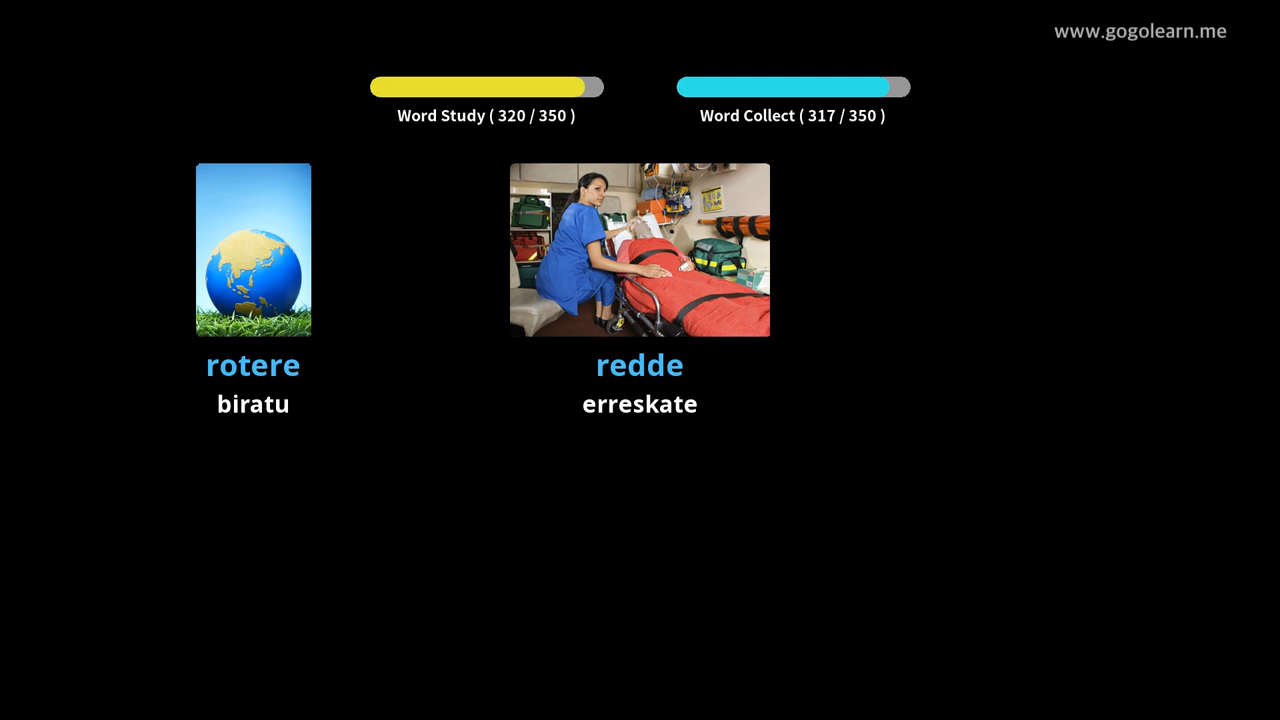 www.gogolearn.me
Word Study ( 320 / 350 )
Word Collect ( 317 / 350 )
rotere
biratu
redde
erreskate